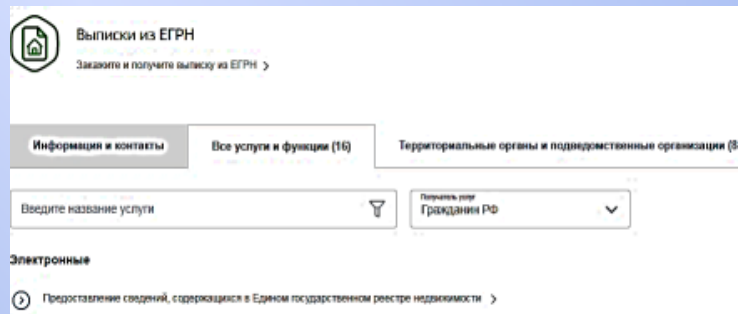 Выписки из ЕГРН
Закажите и получите выписку из ЕГРН >
Информация и контакты
Все услуги и функции (16)
Территориальные органы и подведомственные организации (8
Введите название услуги
Получатель услуг
Гражданин РФ
Электронные
Предоставление сведений, содержащихся в Едином государственном реестре недвижимости >